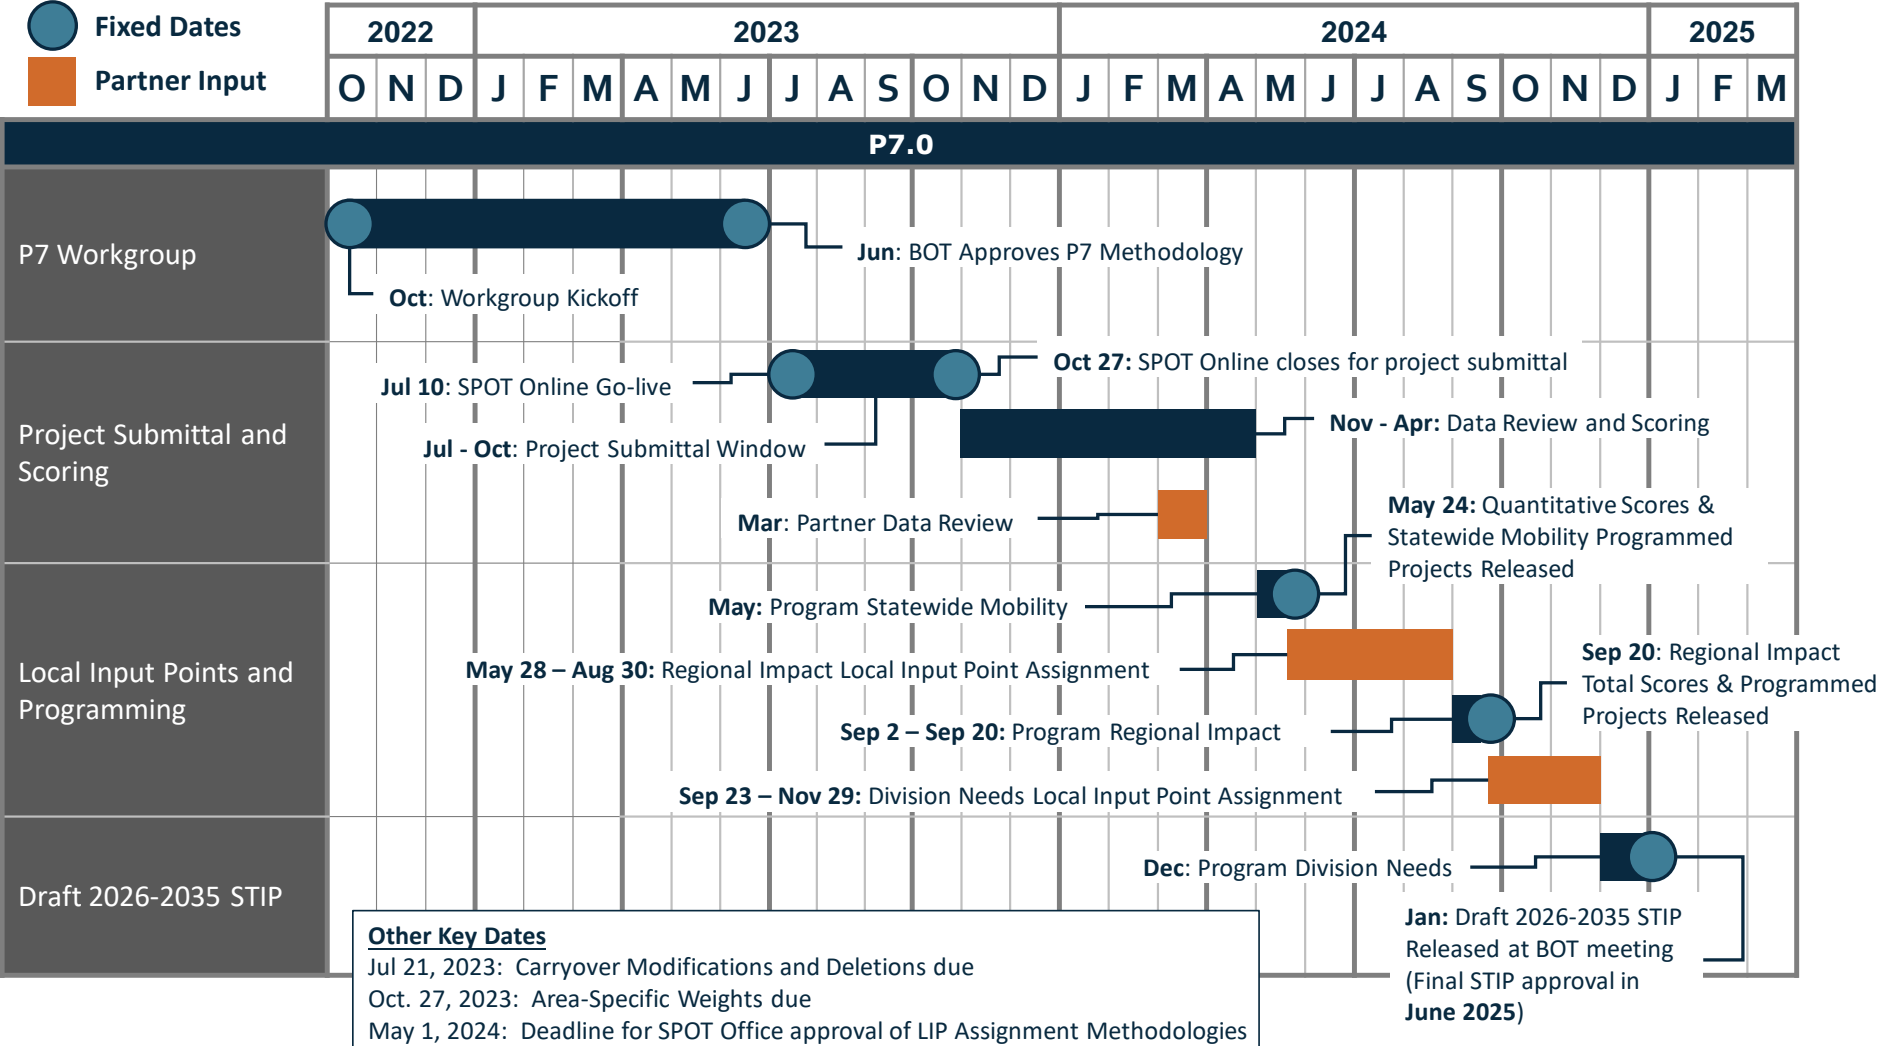 Fixed Dates
Partner Input
2022 2023 2024 2025
O N D J F M A M J J A S O N D J F M A M J J A S O N D J F M
P7.0
P7 Workgroup
Jun: BOT Approves P7 Methodology
Oct: Workgroup Kickoff
Project Submittal and
Scoring
Oct 27: SPOT Online closes for project submittal
Jul 10: SPOT Online Go-live
Nov - Apr: Data Review and Scoring
Jul - Oct: Project Submittal Window
Mar: Partner Data Review
May 24: Quantitative Scores &
Statewide Mobility Programmed
Projects Released
Local Input Points and
Programming
May: Program Statewide Mobility
May 28 – Aug 30: Regional Impact Local Input Point Assignment
Sep 20: Regional Impact
Total Scores & Programmed
Projects Released
Sep 2 – Sep 20: Program Regional Impact
Sep 23 – Nov 29: Division Needs Local Input Point Assignment
Draft 2026-2035 STIP
Dec: Program Division Needs
Jan: Draft 2026-2035 STIP
Released at BOT meeting
(Final STIP approval in
June 2025)
Other Key Dates
Jul 21, 2023: Carryover Modifications and Deletions due
Oct. 27, 2023: Area-Specific Weights due
May 1, 2024: Deadline for SPOT Office approval of LIP Assignment Methodologies